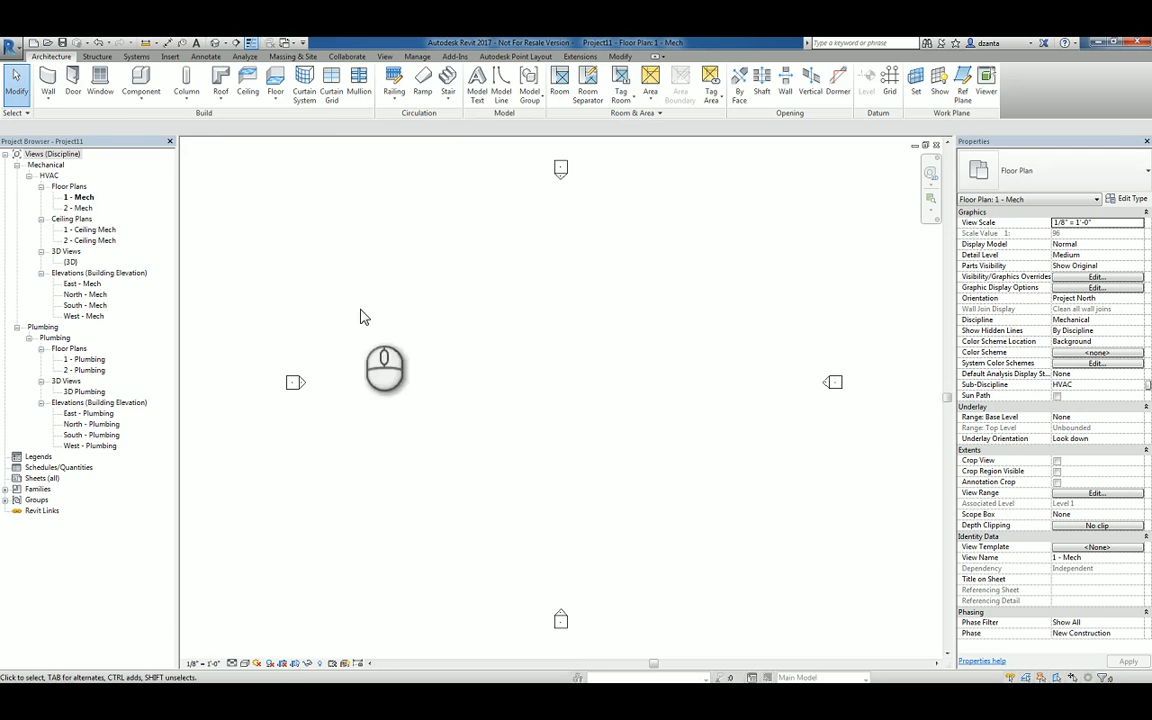 Autodesk Revit 2017 - Not For Resale Version - Project11 - Floor Plan: 1 - Mech
Type a keyword or phrase
dzanta
Architecture Structure Systems Insert Annotate Analyze Massing & Site Collaborate View Manage Add-Ins Autodesk Point Layout Extensions Modify
Modify Wall Door Window Component Column Roof Ceiling Floor Curtain System Curtain Grid Mullion Railing Ramp Stair Model Text Model Line Model Group Room Room Separator Tag Room Area Area Boundary Tag Area By Face Shaft Wall Vertical Dormer Level Grid Set Show Ref Plane Viewer
Select Build Circulation Model Room & Area Opening Datum Work Plane
Project Browser - Project11
Views (Discipline)
Mechanical
HVAC
Floor Plans
1 - Mech
2 - Mech
Ceiling Plans
1 - Ceiling Mech
2 - Ceiling Mech
3D Views
{3D}
Elevations (Building Elevation)
East - Mech
North - Mech
South - Mech
West - Mech
Plumbing
Plumbing
Floor Plans
1 - Plumbing
2 - Plumbing
3D Views
3D Plumbing
Elevations (Building Elevation)
East - Plumbing
North - Plumbing
South - Plumbing
West - Plumbing
Legends
Schedules/Quantities
Sheets (all)
Families
Groups
Revit Links
Properties
Floor Plan
Floor Plan: 1 - Mech Edit Type
Graphics
View Scale 1/8" = 1'-0"
Scale Value 1: 96
Display Model Normal
Detail Level Medium
Parts Visibility Show Original
Visibility/Graphics Overrides Edit...
Graphic Display Options Edit...
Orientation Project North
Wall Join Display Clean all wall joins
Discipline Mechanical
Show Hidden Lines By Discipline
Color Scheme Location Background
Color Scheme <none>
System Color Schemes Edit...
Default Analysis Display St... None
Sub-Discipline HVAC
Sun Path
Underlay
Range: Base Level None
Range: Top Level Unbounded
Underlay Orientation Look down
Extents
Crop View
Crop Region Visible
Annotation Crop
View Range Edit...
Associated Level Level 1
Scope Box None
Depth Clipping No clip
Identity Data
View Template <None>
View Name 1 - Mech
Dependency Independent
Title on Sheet
Referencing Sheet
Referencing Detail
Phasing
Phase Filter Show All
Phase New Construction
Properties help Apply
1/8" = 1'-0"
Click to select, TAB for alternates, CTRL adds, SHIFT unselects. :0 Main Model :0